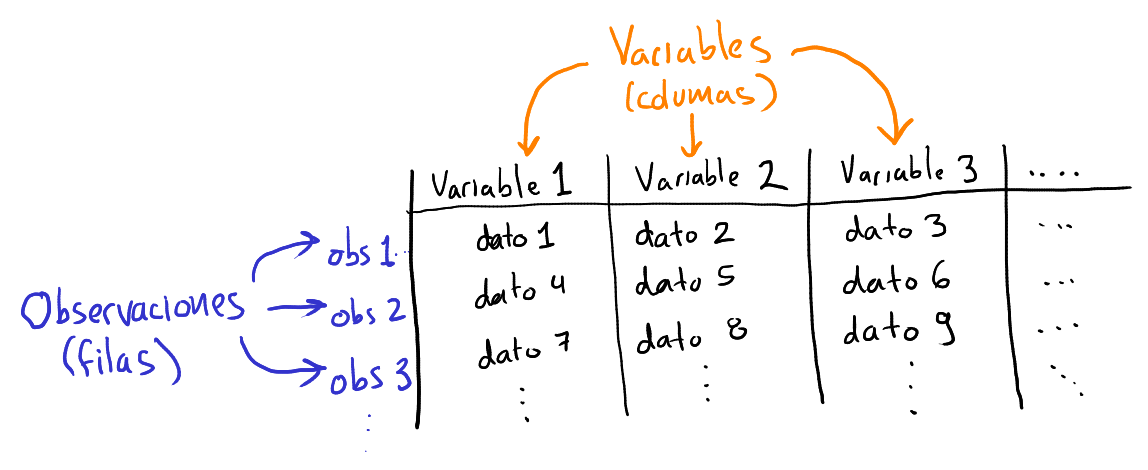 Variables
(columas)
Variable 1 Variable 2 Variable 3 ....
obs 1... dato 1 dato 2 dato 3 ...
obs 2 dato 4 dato 5 dato 6 ...
obs 3 dato 7 dato 8 dato 9 ...
Observaciones
(filas)